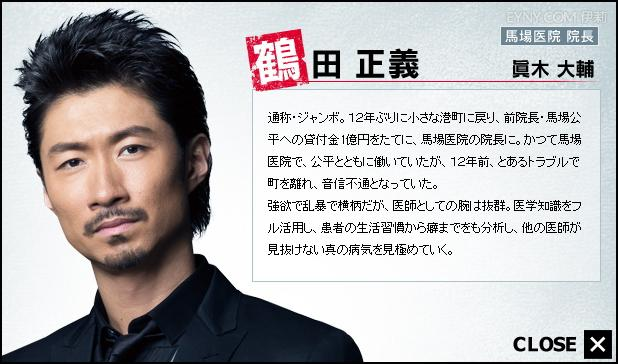 EYNY.COM 伊莉
馬場医院 院長
鶴田 正義 眞木 大輔
通称・ジャンボ。12年ぶりに小さな港町に戻り、前院長・馬場公
平への貸付金1億円をたてに、馬場医院の院長に。かつて馬場
医院で、公平とともに働いていたが、12年前、とあるトラブルで
町を離れ、音信不通となっていた。
強欲で乱暴で横柄だが、医師としての腕は抜群。医学知識をフ
ル活用し、患者の生活習慣から癖までをも分析し、他の医師が
見抜けない真の病気を見極めていく。
CLOSE